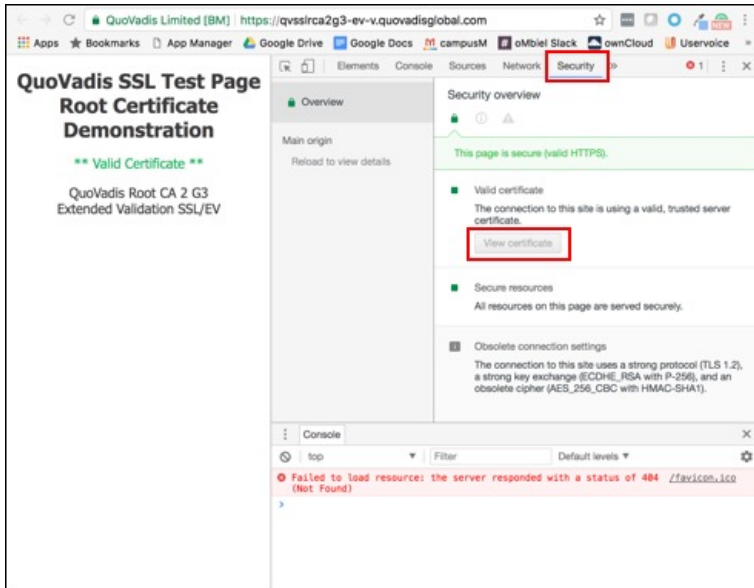 QuoVadis Limited [BM] https://qvsslrca2g3-ev-v.quovadisglobal.com
Apps Bookmarks App Manager Google Drive Google Docs campusM oMbiel Slack ownCloud Uservoice »
Elements Console Sources Network Security » 1
QuoVadis SSL Test Page
Root Certificate
Demonstration
** Valid Certificate **
QuoVadis Root CA 2 G3
Extended Validation SSL/EV
Overview
Main origin
Reload to view details
Security overview
This page is secure (valid HTTPS).
Valid certificate
The connection to this site is using a valid, trusted server
certificate.
View certificate
Secure resources
All resources on this page are served securely.
Obsolete connection settings
The connection to this site uses a strong protocol (TLS 1.2),
a strong key exchange (ECDHE_RSA with P-256), and an
obsolete cipher (AES_256_CBC with HMAC-SHA1).
Console
top Filter Default levels
Failed to load resource: the server responded with a status of 404 /favicon.ico
(Not Found)